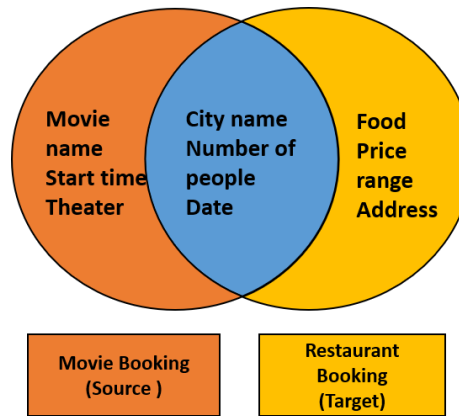 Movie
name
Start time
Theater
City name
Number of
people
Date
Food
Price
range
Address
Movie Booking
(Source )
Restaurant
Booking
(Target)